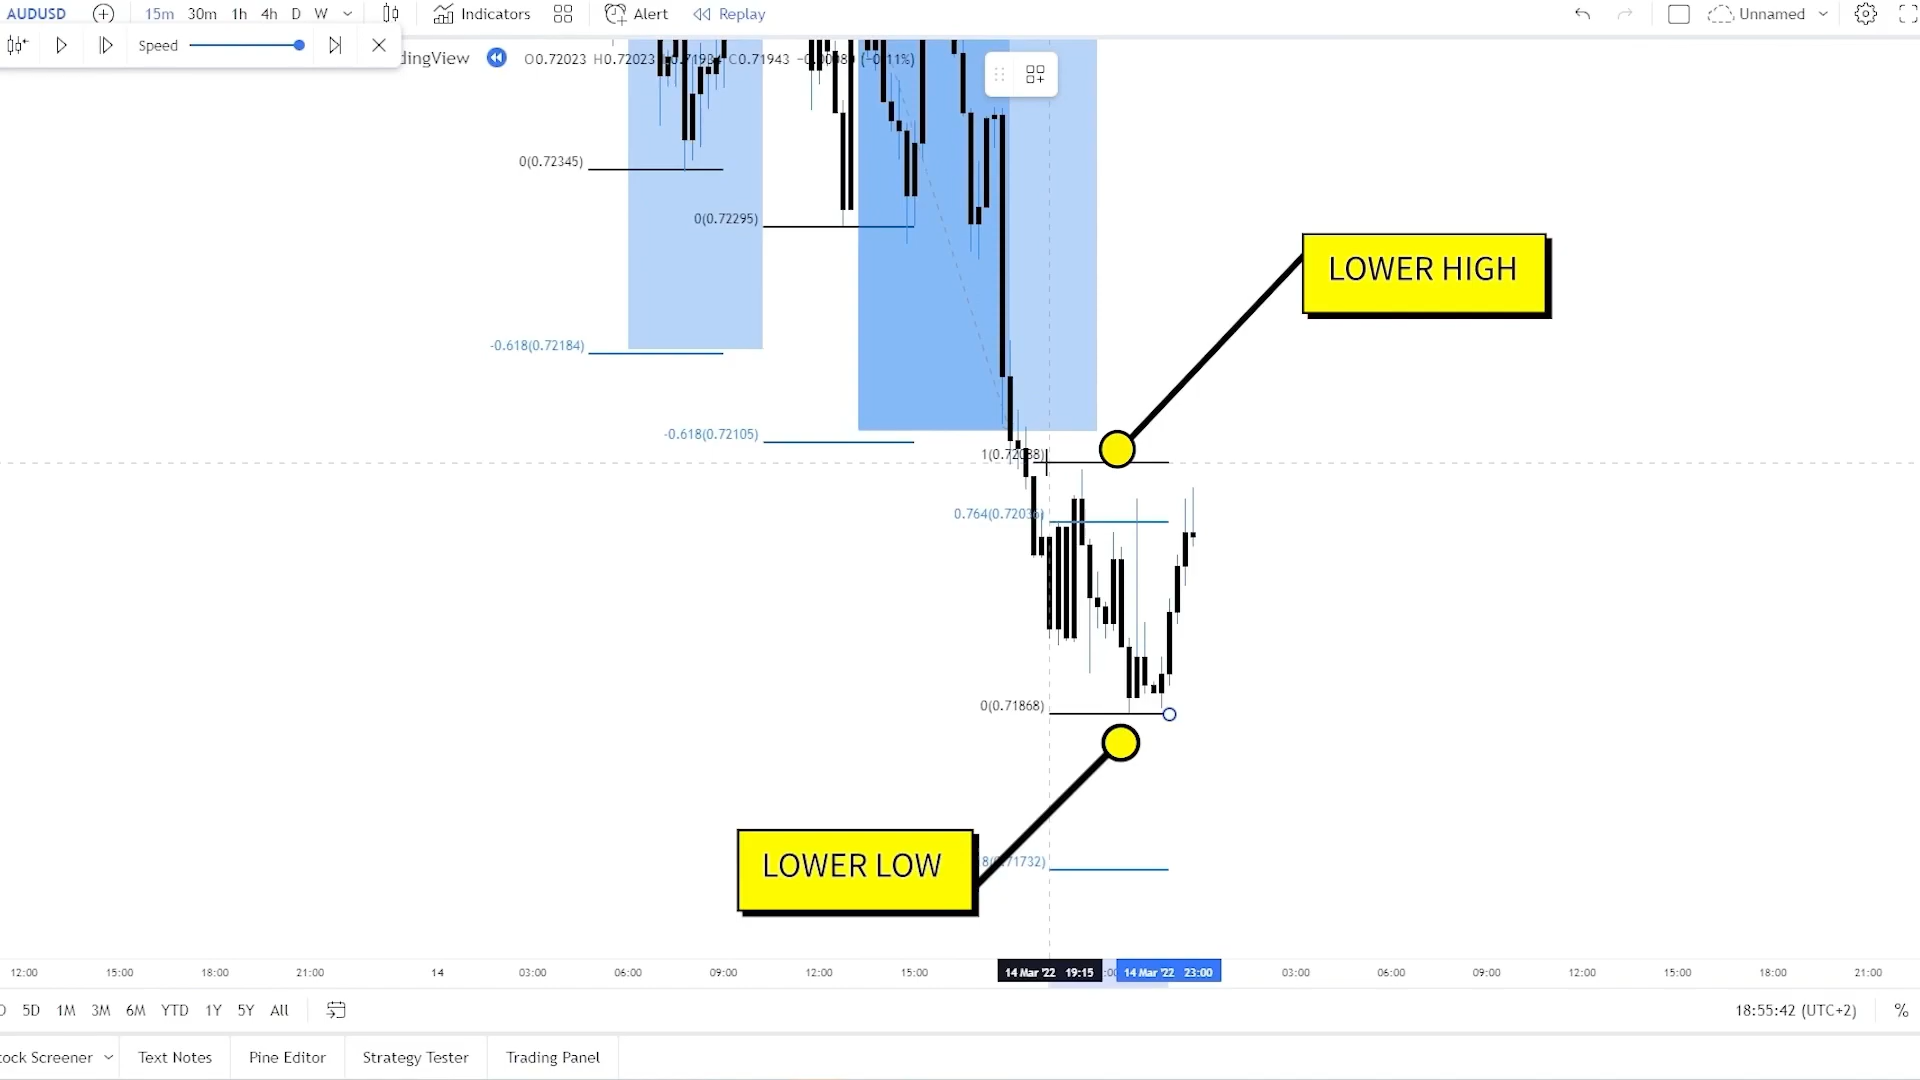 AUDUSD 15m 30m 1h 4h D W Indicators Alert Replay Unnamed
Speed
dingView O0.72023 H0.72023 C0.71943
0(0.72345)
0(0.72295)
LOWER HIGH
-0.618(0.72184)
-0.618(0.72105)
0.764(0.72036)
0(0.71868)
LOWER LOW
12:00 15:00 18:00 21:00 14 03:00 06:00 09:00 12:00 15:00 14 Mar '22 19:15 14 Mar '22 23:00 03:00 06:00 09:00 12:00 15:00 18:00 21:00
5D 1M 3M 6M YTD 1Y 5Y All 18:55:42 (UTC+2) %
tock Screener Text Notes Pine Editor Strategy Tester Trading Panel